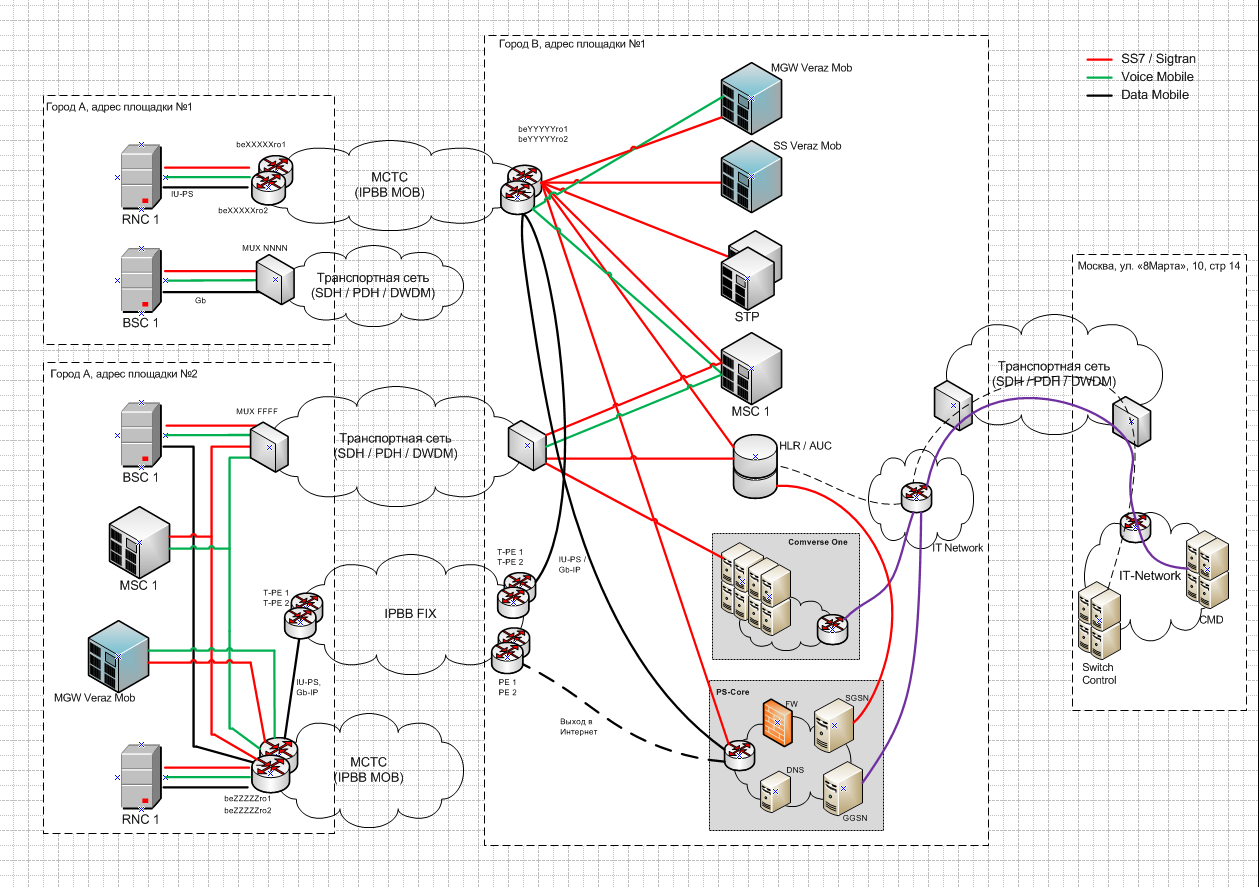 Город B, адрес площадки №1
SS7 / Sigtran
Voice Mobile
Data Mobile
MGW Veraz Mob
Город А, адрес площадки №1
beYYYYYro1
beYYYYYro2
beXXXXXro1
SS Veraz Mob
МСТС
(IPBB MOB)
IU-PS
beXXXXXro2
RNC 1
MUX NNNN
Транспортная сеть
(SDH / PDH / DWDM)
Gb
BSC 1
STP
Москва, ул. «8Марта», 10, стр 14
Город А, адрес площадки №2
Транспортная сеть
(SDH / PDH / DWDM)
MSC 1
MUX FFFF
Транспортная сеть
(SDH / PDH / DWDM)
HLR / AUC
BSC 1
Comverse One
IT Network
T-PE 1
T-PE 2
IU-PS /
Gb-IP
MSC 1
IT-Network
T-PE 1
T-PE 2
IPBB FIX
CMD
Switch
Control
PE 1
PE 2
IU-PS,
Gb-IP
MGW Veraz Mob
PS-Core
SGSN
FW
Выход в
Интернет
МСТС
(IPBB MOB)
DNS
beZZZZZro1
beZZZZZro2
GGSN
RNC 1